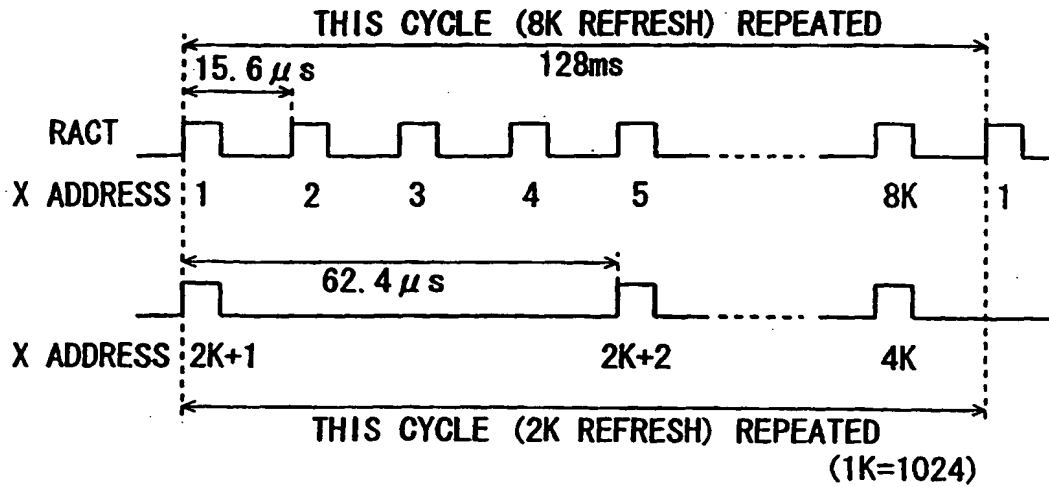 THIS CYCLE (8K REFRESH) REPEATED
128ms
15.6μs
RACT
X ADDRESS 1 2 3 4 5 8K 1
62.4μs
X ADDRESS 2K+1 2K+2 4K
THIS CYCLE (2K REFRESH) REPEATED
(1K=1024)